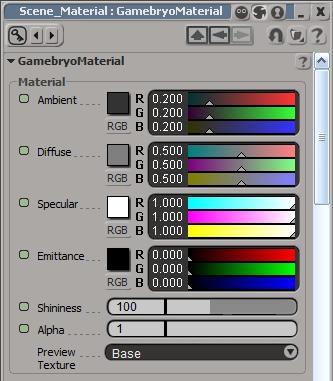 Scene_Material : GamebryoMaterial
GamebryoMaterial ?
Material
Ambient R 0.200
G 0.200
RGB B 0.200
Diffuse R 0.500
G 0.500
RGB B 0.500
Specular R 1.000
G 1.000
RGB B 1.000
Emittance R 0.000
G 0.000
RGB B 0.000
Shininess 100
Alpha 1
Preview Texture Base